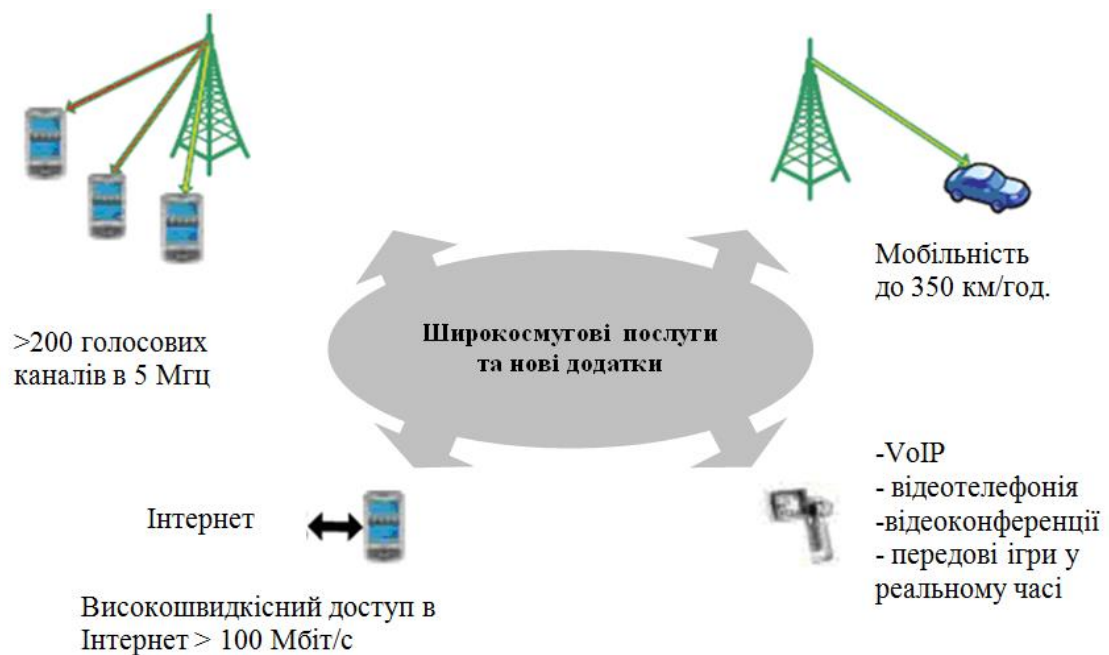 >200 голосових
каналів в 5 Мгц
Мобільність
до 350 км/год.
Широкосмутові послуги
та нові додатки
Інтернет
Високошвидкісний доступ в
Інтернет > 100 Мбіт/с
-VoIP
- відеотелефонія
-відеоконференції
- передові ігри у
реальному часі